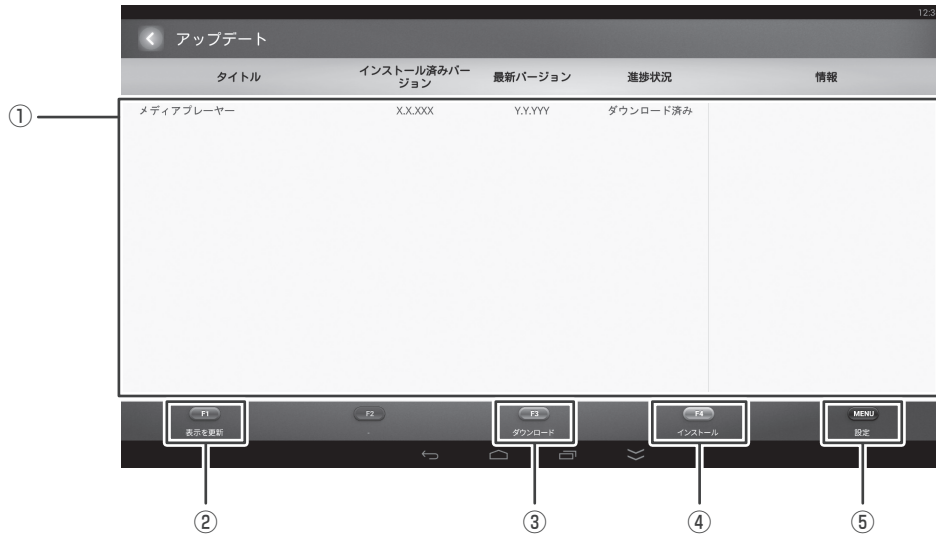 12:3
アップデート
タイトル
インストール済みバー
ジョン
最新バージョン
進捗状況
情報
①
メディアプレーヤー
X.X.XXX
Y.Y.YYY
ダウンロード済み
F1
F2
F3
F4
MENU
表示を更新
-
ダウンロード
インストール
設定
②
③
④
⑤